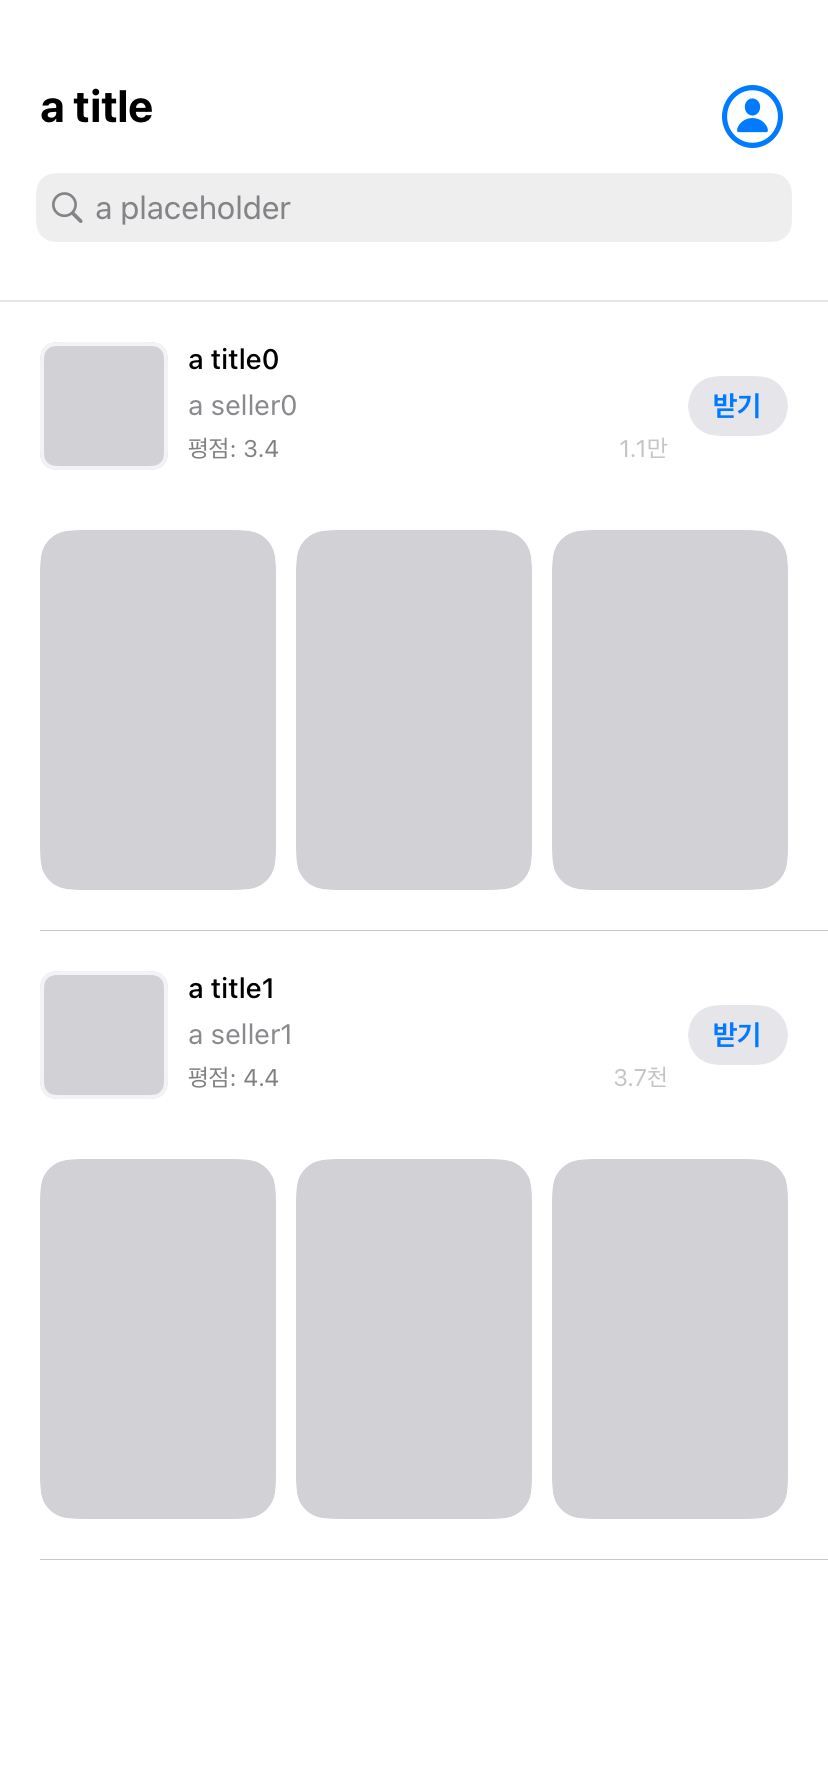 a title
a placeholder
a title0
a seller0
평점: 3.4
1.1만
받기
a title1
a seller1
평점: 4.4
3.7천
받기